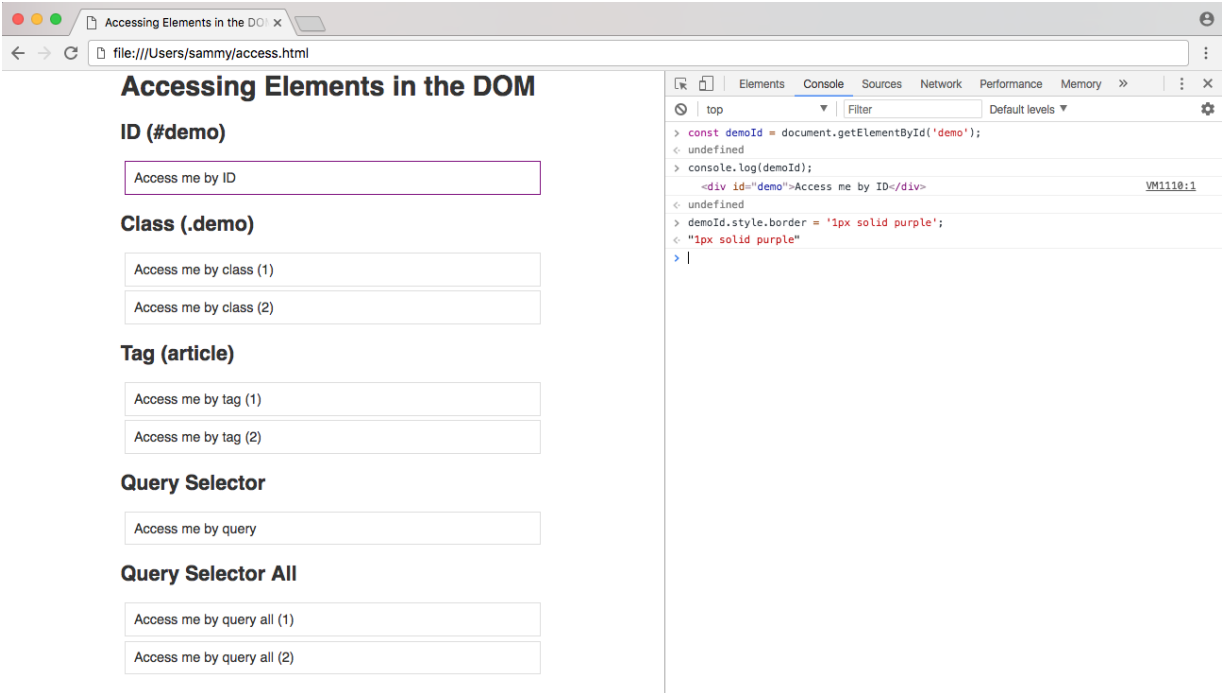 Accessing Elements in the DO
file:///Users/sammy/access.html
Accessing Elements in the DOM
ID (#demo)
Access me by ID
Class (.demo)
Access me by class (1)
Access me by class (2)
Tag (article)
Access me by tag (1)
Access me by tag (2)
Query Selector
Access me by query
Query Selector All
Access me by query all (1)
Access me by query all (2)
Elements Console Sources Network Performance Memory »
top Filter Default levels
> const demoId = document.getElementById('demo');
< undefined
> console.log(demoId);
<div id="demo">Access me by ID</div> VM1110:1
< undefined
> demoId.style.border = '1px solid purple';
< "1px solid purple"
>